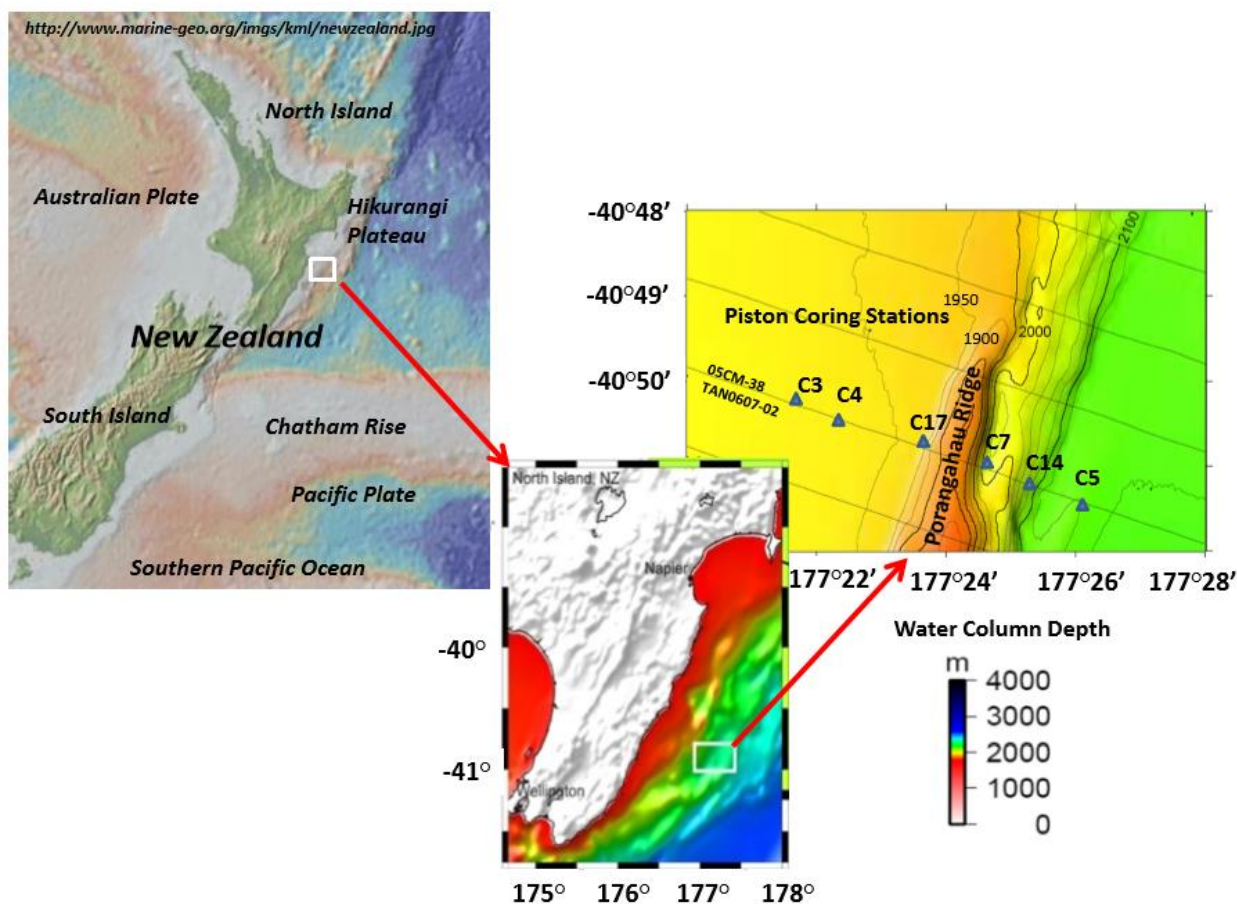 http://www.marine-geo.org/imgs/kml/newzealand.jpg
North Island
Australian Plate
Hikurangi
Plateau
New Zealand
South Island
Chatham Rise
Pacific Plate
Southern Pacific Ocean
-40°48’
-40°49’
-40°50’
2100
1950
Piston Coring Stations
1900
2000
05CM-38
TAN0607-02
C3
C4
C17
Porangahau Ridge
C7
C14
C5
177°22’
177°24’
177°26’
177°28’
North Island, NZ
Napier
Wellington
-40°
-41°
175°
176°
177°
178°
Water Column Depth
m
4000
3000
2000
1000
0